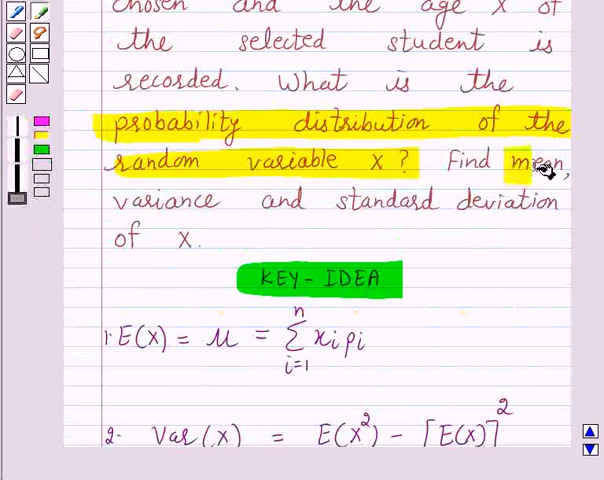 chosen and the age X of
the selected student is
recorded. What is the
probability distribution of the
random variable X? Find mean,
variance and standard deviation
of X.
KEY-IDEA
1. E(X) = μ = n∑i=1 xipi
2. Var(X) = E(X²) - [E(X)]²